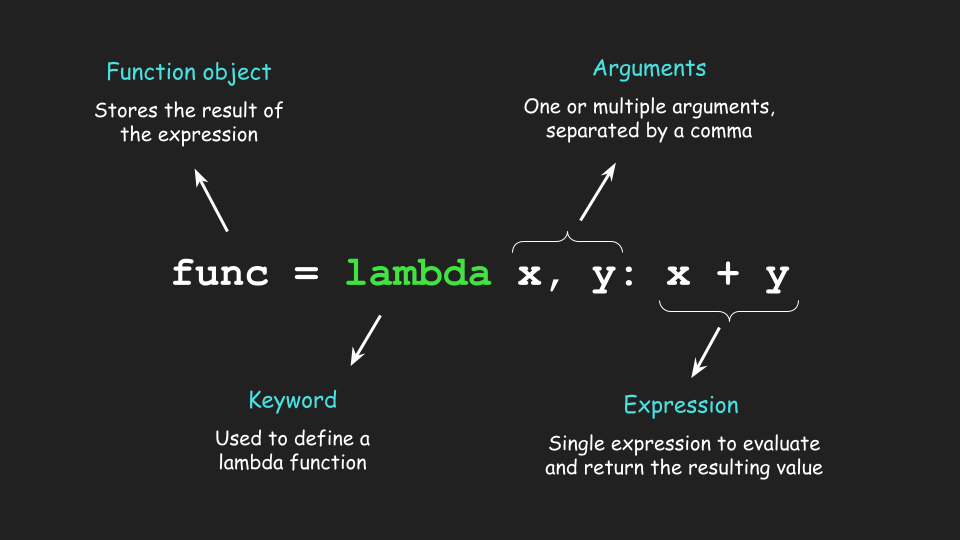 Function object
Stores the result of
the expression
Arguments
One or multiple arguments,
separated by a comma
func = lambda x, y: x + y
Keyword
Used to define a
lambda function
Expression
Single expression to evaluate
and return the resulting value